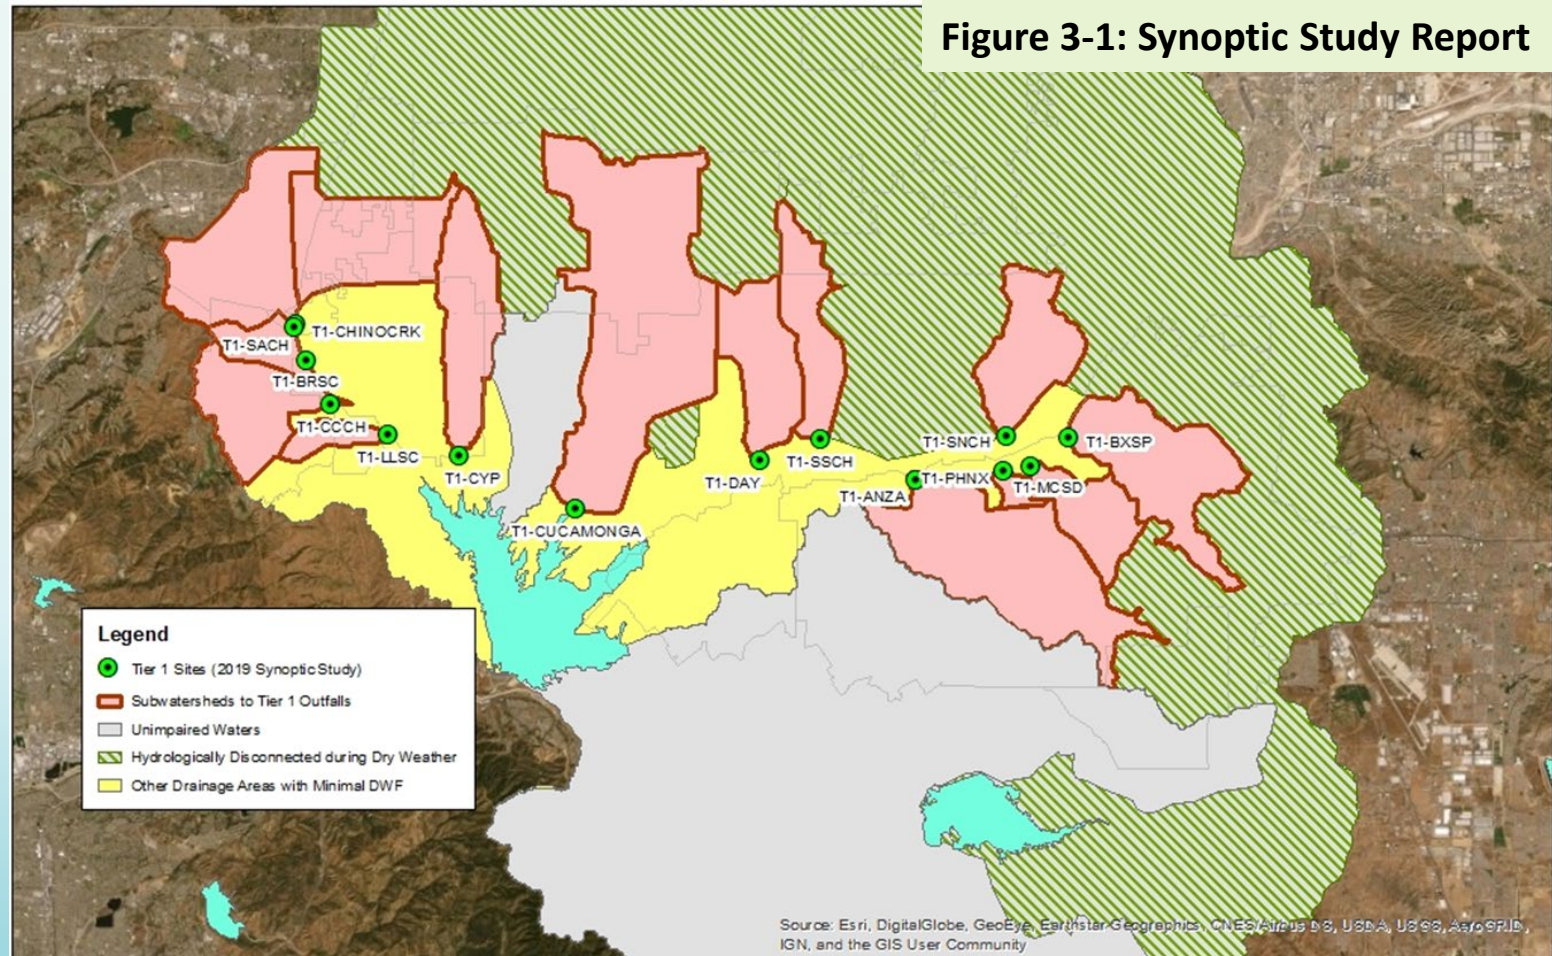 Figure 3-1: Synoptic Study Report
T1-CHINOCRK
T1-SACH
T1-BRSC
T1-CCCH
T1-LLSC
T1-CYP
T1-CUCAMONGA
T1-DAY
T1-SSCH
T1-ANZA
T1-SNCH
T1-PHNX
T1-MCSD
T1-BXSP
Legend
Tier 1 Sites (2019 Synoptic Study)
Subwatersheds to Tier 1 Outfalls
Unimpaired Waters
Hydrologically Disconnected during Dry Weather
Other Drainage Areas with Minimal DWF
Source: Esri, DigitalGlobe, GeoEye, Earthstar Geographics, CNES/Airbus DS, USDA, USGS, AeroGRID,
IGN, and the GIS User Community